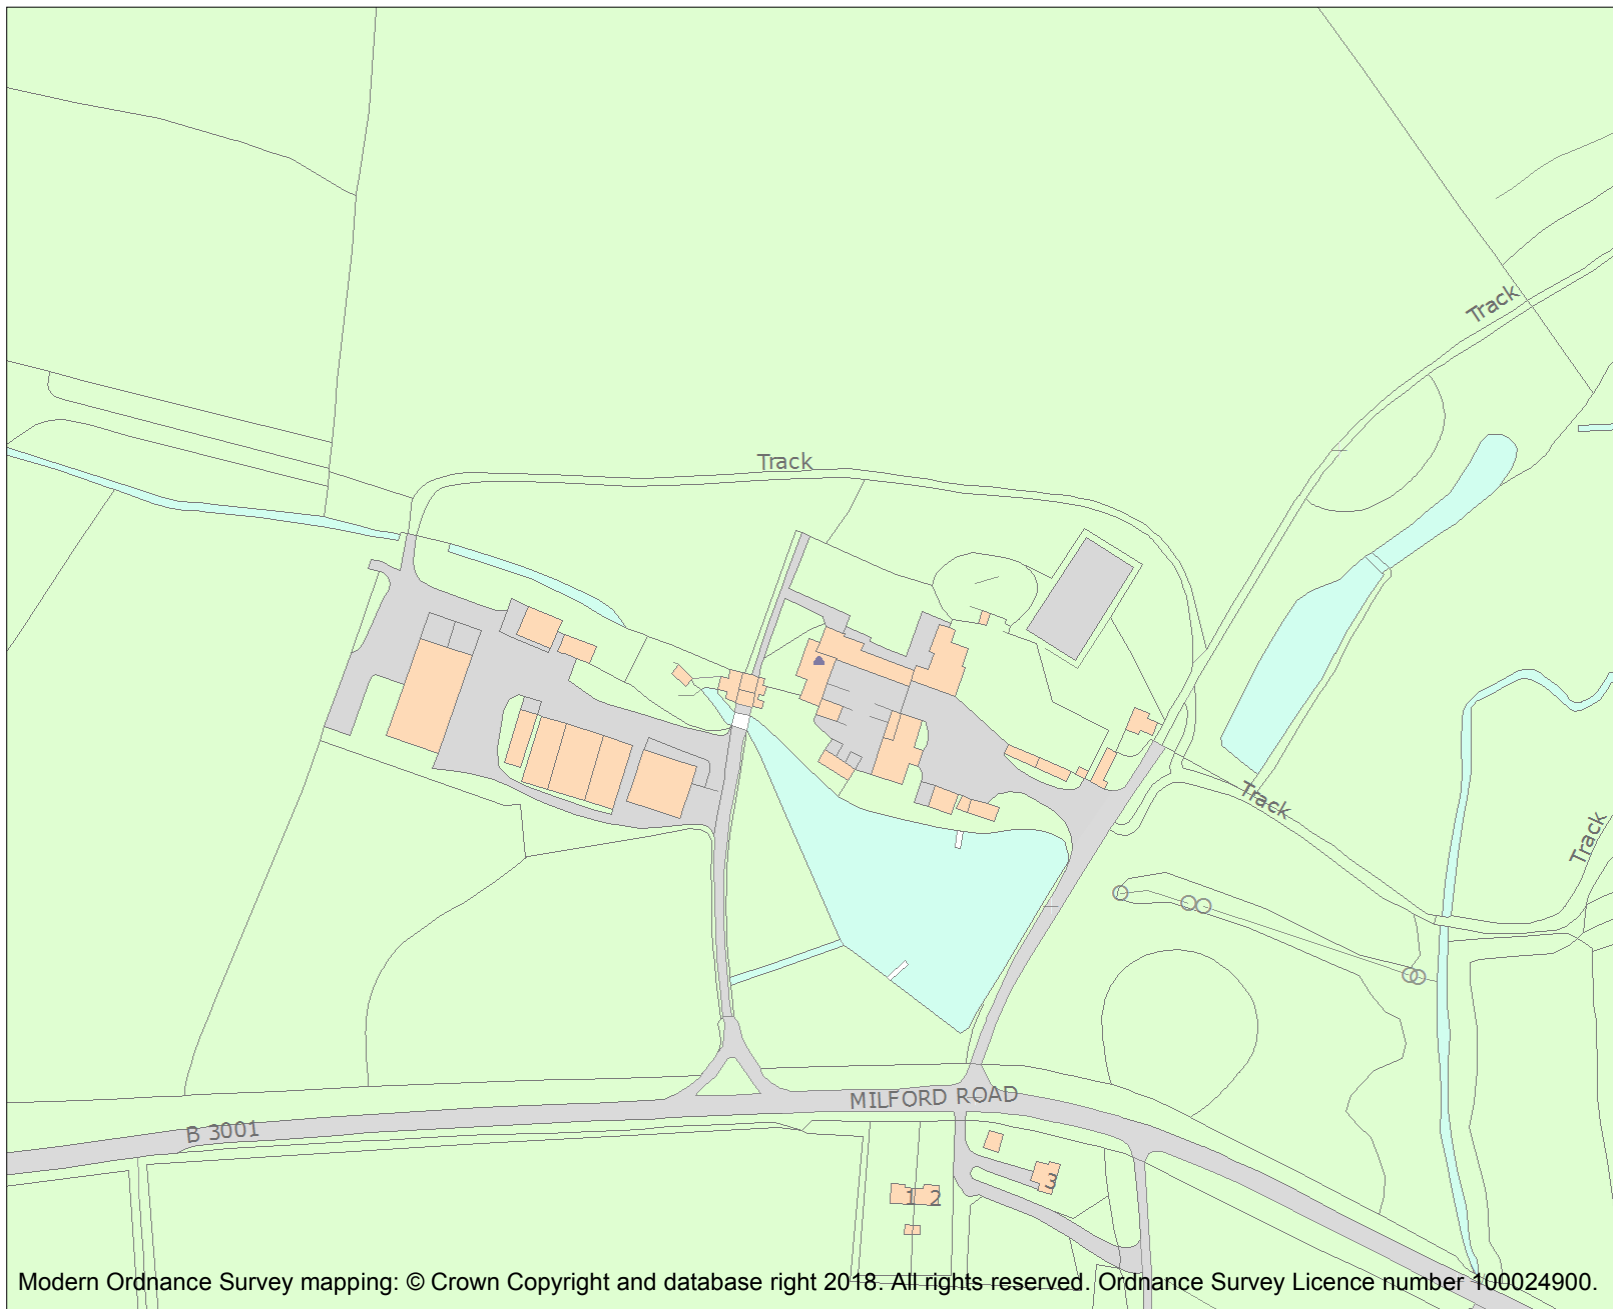 Track
Track
Track
Track
MILFORD ROAD
B 3001
3
1 2
Modern Ordnance Survey mapping: © Crown Copyright and database right 2018. All rights reserved. Ordnance Survey Licence number 100024900.